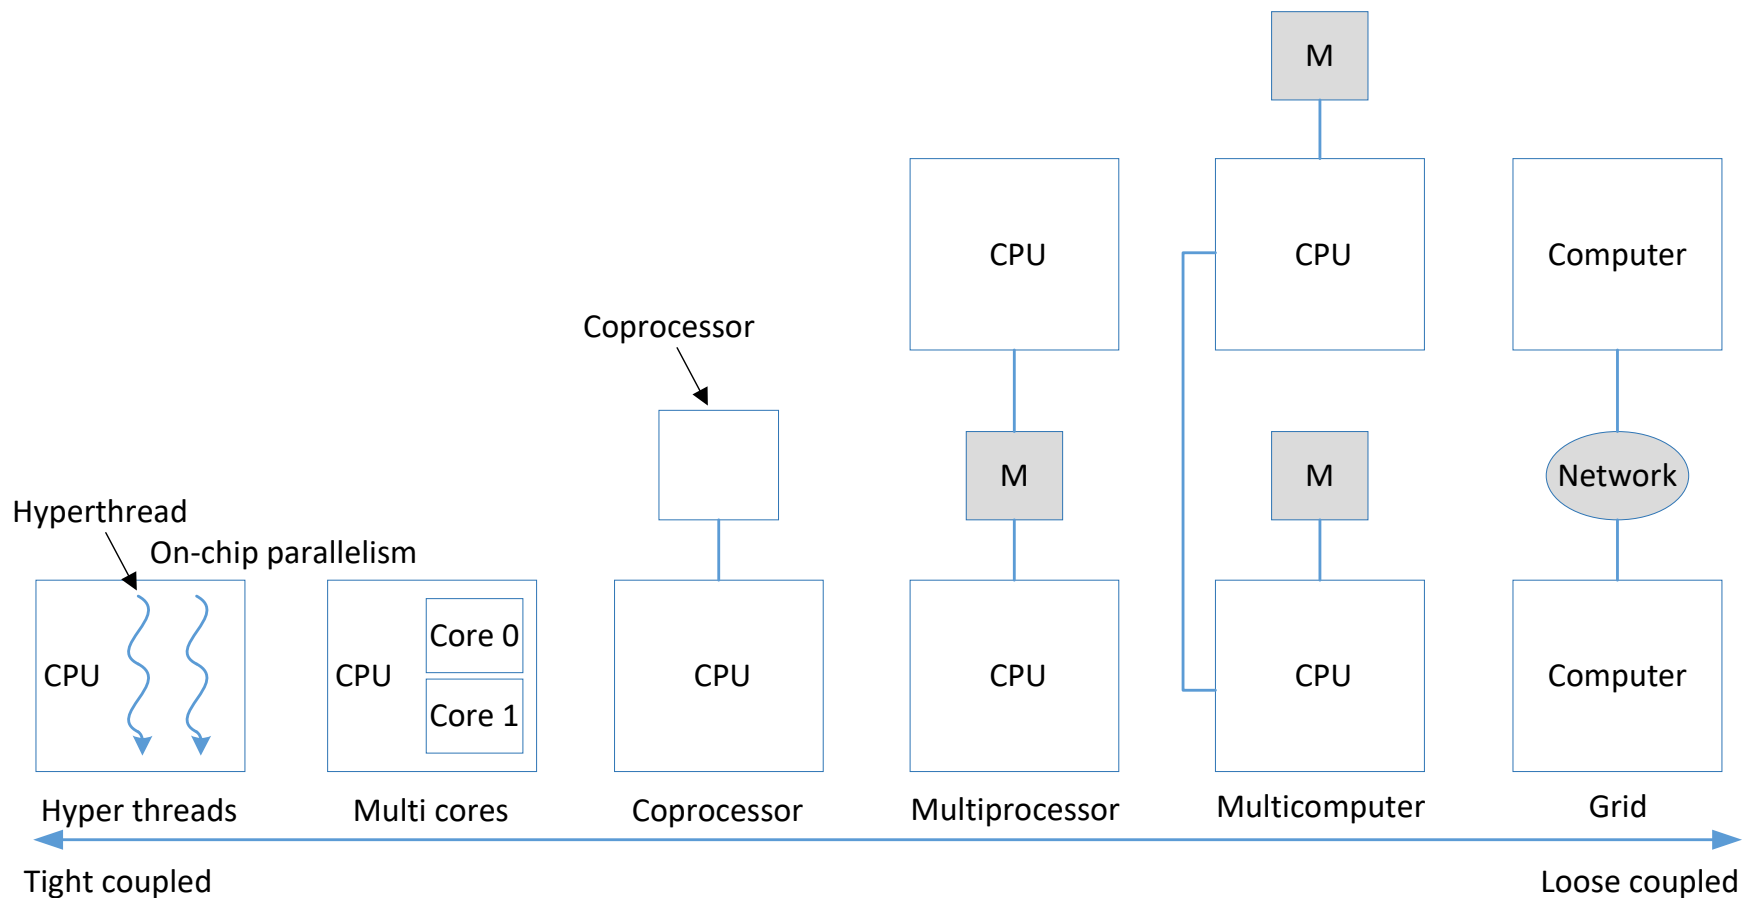 M
CPU
CPU
Computer
Coprocessor
M
M
Network
Hyperthread
On-chip parallelism
CPU
Core 0
Core 1
CPU
CPU
CPU
CPU
Computer
Hyper threads
Multi cores
Coprocessor
Multiprocessor
Multicomputer
Grid
Tight coupled
Loose coupled